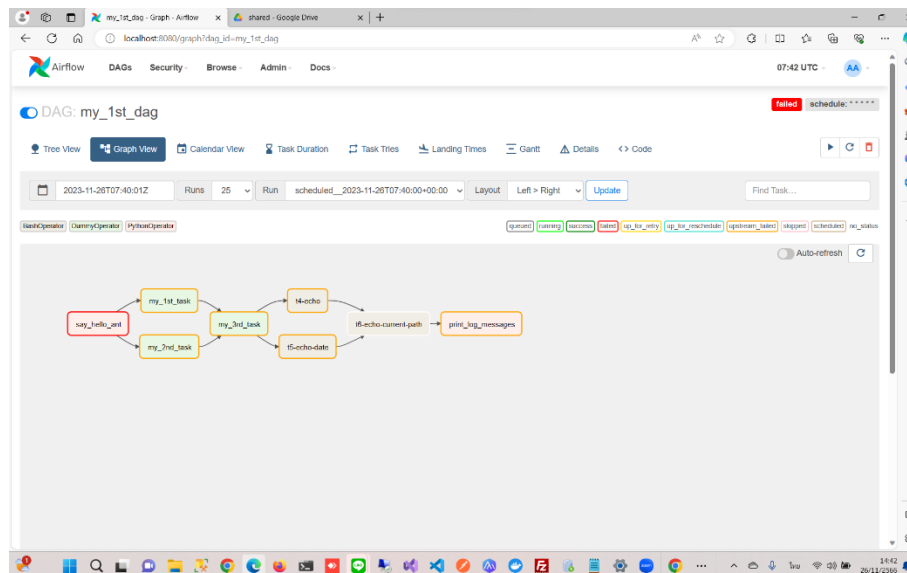 my_1st_dag - Graph - Airflow
shared - Google Drive
localhost:8080/graph?dag_id=my_1st_dag
Airflow DAGs Security Browse Admin Docs 07:42 UTC AA
DAG: my_1st_dag failed schedule: * * * * *
Tree View Graph View Calendar View Task Duration Task Tries Landing Times Gantt Details <> Code
2023-11-26T07:40:01Z Runs 25 Run scheduled__2023-11-26T07:40:00+00:00 Layout Left > Right Update Find Task...
BashOperator DummyOperator PythonOperator queued running success failed up_for_retry up_for_reschedule upstream_failed skipped scheduled no_status
Auto-refresh
my_1st_task t4-echo
say_hello_ant my_3rd_task t6-echo-current-path print_log_messages
my_2nd_task t5-echo-date
14:42
ไทย
26/11/2566